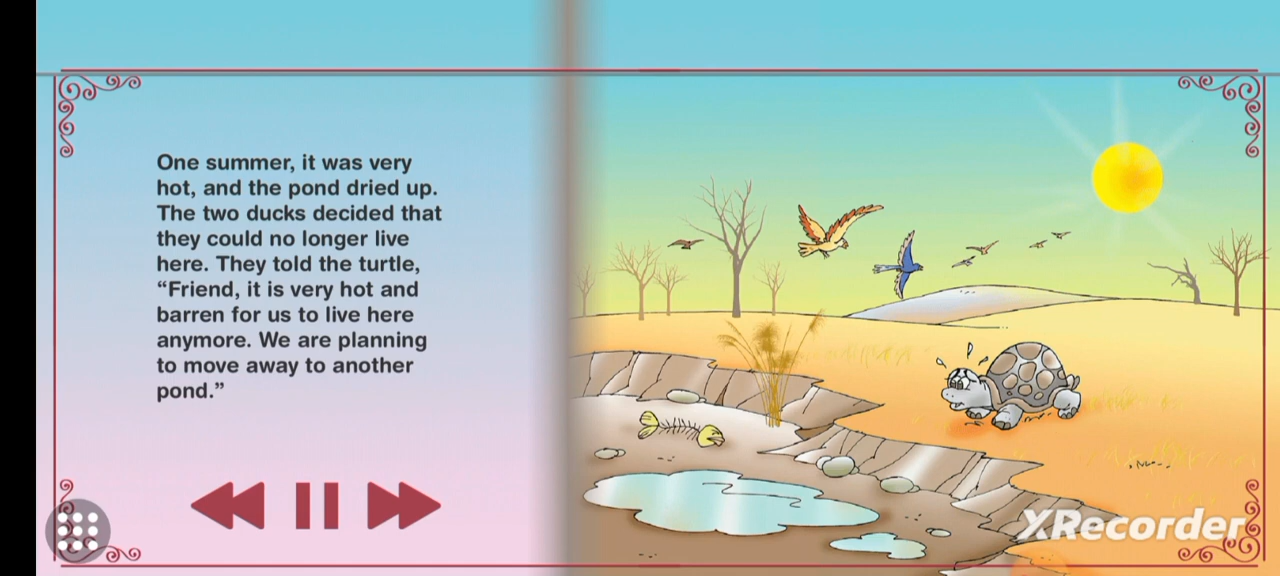 One summer, it was very
hot, and the pond dried up.
The two ducks decided that
they could no longer live
here. They told the turtle,
“Friend, it is very hot and
barren for us to live here
anymore. We are planning
to move away to another
pond.”
XRecorder